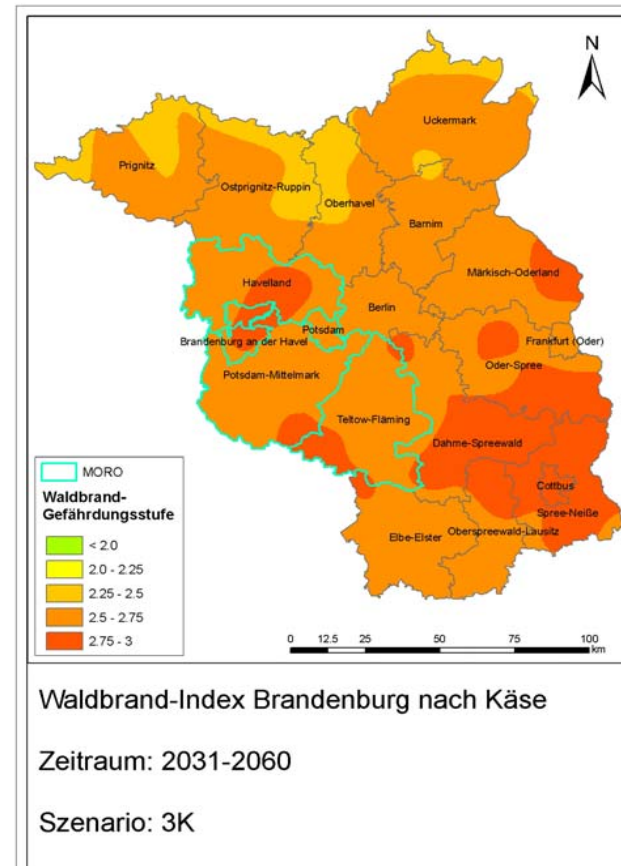 N
Uckermark
Prignitz
Ostprignitz-Ruppin
Oberhavel
Barnim
Märkisch-Oderland
Havelland
Berlin
Potsdam
Frankfurt (Oder)
Brandenburg an der Havel
Oder-Spree
Potsdam-Mittelmark
Teltow-Fläming
Dahme-Spreewald
Cottbus
Spree-Neiße
Elbe-Elster
Oberspreewald-Lausitz
MORO
Waldbrand-
Gefährdungsstufe
< 2.0
2.0 - 2.25
2.25 - 2.5
2.5 - 2.75
2.75 - 3
0 12.5 25 50 75 100
km
Waldbrand-Index Brandenburg nach Käse
Zeitraum: 2031-2060
Szenario: 3K